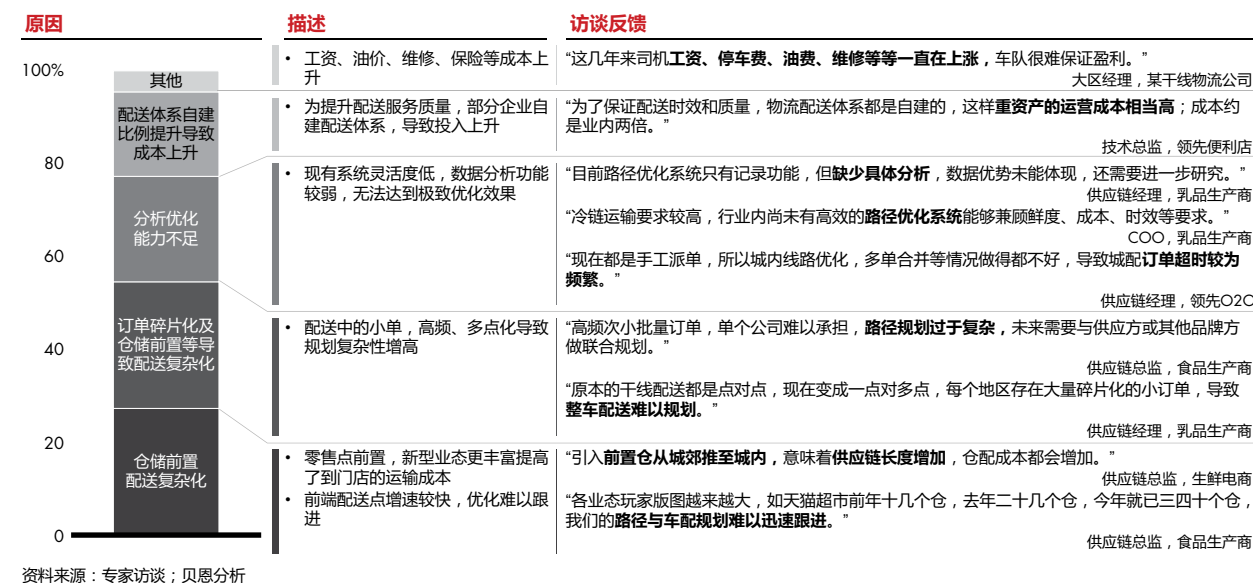 原因
描述
访谈反馈
100%
80
60
40
20
0
其他
配送体系自建
比例提升导致
成本上升
分析优化
能力不足
订单碎片化及
仓储前置等导
致配送复杂化
仓储前置
配送复杂化
• 工资、油价、维修、保险等成本上
升
“这几年来司机工资、停车费、油费、维修等等一直在上涨，车队很难保证盈利。”
大区经理，某干线物流公司
• 为提升配送服务质量，部分企业自
建配送体系，导致投入上升
“为了保证配送时效和质量，物流配送体系都是自建的，这样重资产的运营成本相当高；成本约
是业内两倍。”
技术总监，领先便利店
• 现有系统灵活度低，数据分析功能
较弱，无法达到极致优化效果
“目前路径优化系统只有记录功能，但缺少具体分析，数据优势未能体现，还需要进一步研究。”
供应链经理，乳品生产商
“冷链运输要求较高，行业内尚未有高效的路径优化系统能够兼顾鲜度、成本、时效等要求。”
COO，乳品生产商
“现在都是手工派单，所以城内线路优化，多单合并等情况做得都不好，导致城配订单超时较为
频繁。”
供应链经理，领先O2O
• 配送中的小单，高频、多点化导致
规划复杂性增高
“高频次小批量订单，单个公司难以承担，路径规划过于复杂，未来需要与供应方或其他品牌方
做联合规划。”
供应链总监，食品生产商
“原本的干线配送都是点对点，现在变成一点对多点，每个地区存在大量碎片化的小订单，导致
整车配送难以规划。”
供应链经理，乳品生产商
• 零售点前置，新型业态更丰富提高
了到门店的运输成本
• 前端配送点增速较快，优化难以跟
进
“引入前置仓从城郊推至城内，意味着供应链长度增加，仓配成本都会增加。”
供应链总监，生鲜电商
“各业态玩家版图越来越大，如天猫超市前年十几个仓，去年二十几个仓，今年就已三四十个仓，
我们的路径与车配规划难以迅速跟进。”
供应链总监，食品生产商
资料来源：专家访谈；贝恩分析